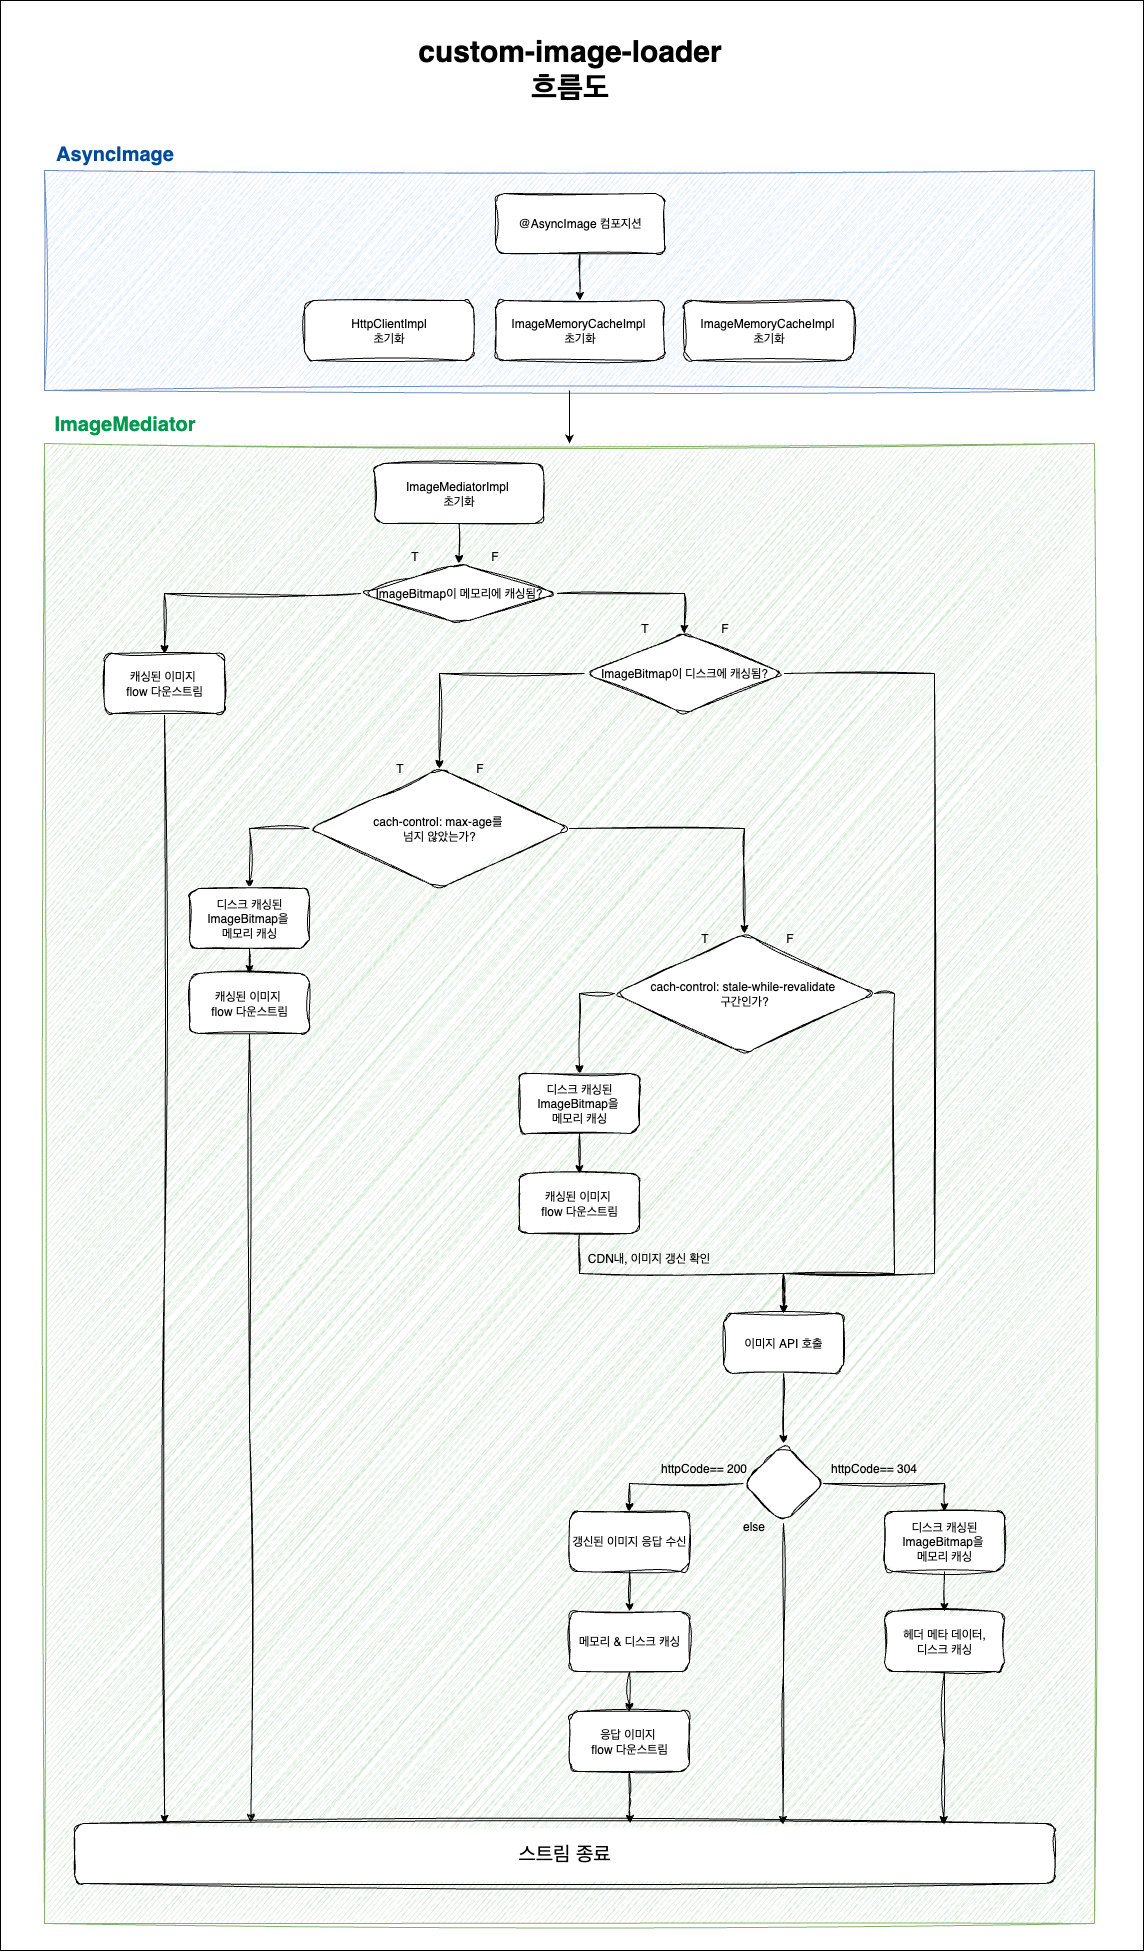 custom-image-loader
흐름도
AsyncImage
@AsyncImage 컴포지션
HttpClientImpl
초기화
ImageMemoryCacheImpl
초기화
ImageMemoryCacheImpl
초기화
ImageMediator
ImageMediatorImpl
초기화
T
F
ImageBitmap이 메모리에 캐싱됨?
T
F
캐싱된 이미지
flow 다운스트림
ImageBitmap이 디스크에 캐싱됨?
T
F
cach-control: max-age를
넘지 않았는가?
디스크 캐싱된
ImageBitmap을
메모리 캐싱
캐싱된 이미지
flow 다운스트림
T
F
cach-control: stale-while-revalidate
구간인가?
디스크 캐싱된
ImageBitmap을
메모리 캐싱
캐싱된 이미지
flow 다운스트림
CDN내, 이미지 갱신 확인
이미지 API 호출
httpCode== 200
httpCode== 304
else
갱신된 이미지 응답 수신
디스크 캐싱된
ImageBitmap을
메모리 캐싱
메모리 & 디스크 캐싱
헤더 메타 데이터,
디스크 캐싱
응답 이미지
flow 다운스트림
스트림 종료